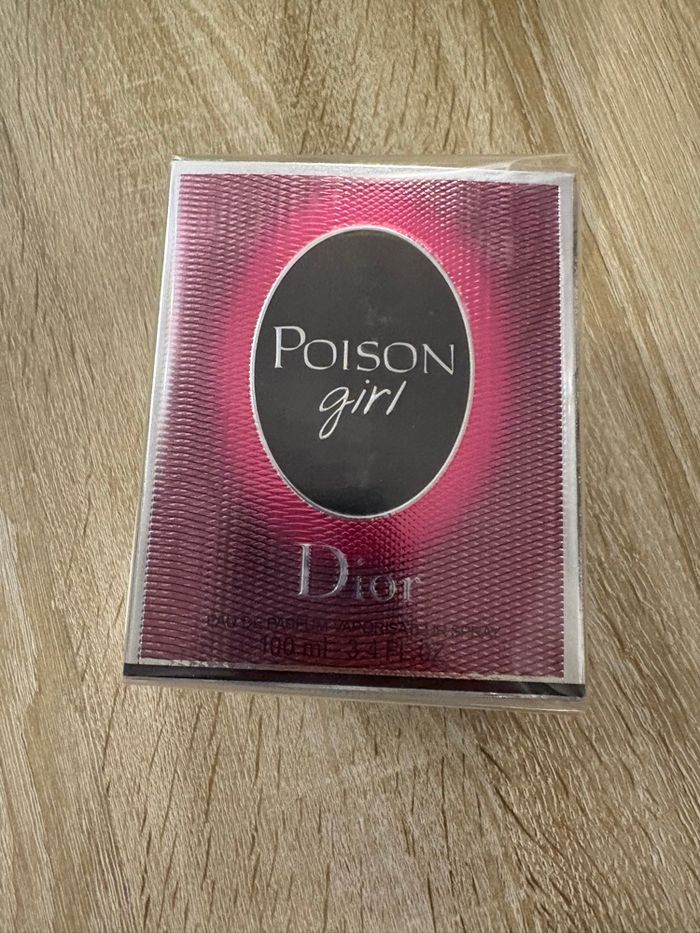 POISON
girl
Dior
EAU DE PARFUM VAPORISATEUR SPRAY
100 ml 3.4 FL. OZ